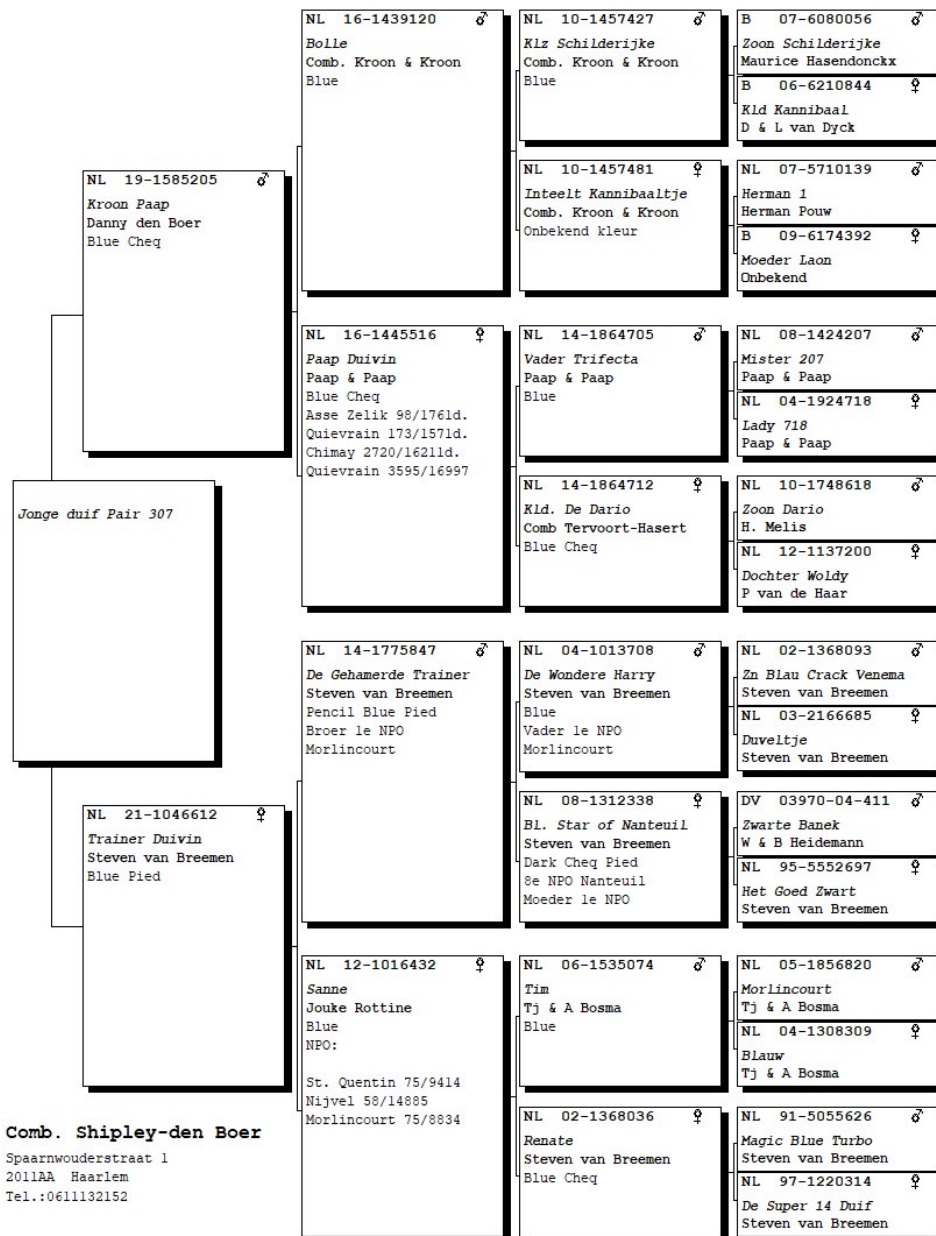 Jonge duif Pair 307
NL 19-1585205 ♂
Kroon Paap
Danny den Boer
Blue Cheq
NL 21-1046612 ♀
Trainer Duivin
Steven van Breemen
Blue Pied
NL 16-1439120 ♂
Bolle
Comb. Kroon & Kroon
Blue
NL 16-1445516 ♀
Paap Duivin
Paap & Paap
Blue Cheq
Asse Zelik 98/1761d.
Quievrain 173/1571d.
Chimay 2720/16211d.
Quievrain 3595/16997
NL 14-1775847 ♂
De Gehamerde Trainer
Steven van Breemen
Pencil Blue Pied
Broer 1e NPO
Morlincourt
NL 12-1016432 ♀
Sanne
Jouke Rottine
Blue
NPO:
St. Quentin 75/9414
Nijvel 58/14885
Morlincourt 75/8834
NL 10-1457427 ♂
Klz Schilderijke
Comb. Kroon & Kroon
Blue
NL 10-1457481 ♀
Inteelt Kannibaaltje
Comb. Kroon & Kroon
Onbekend kleur
NL 14-1864705 ♂
Vader Trifecta
Paap & Paap
Blue
NL 14-1864712 ♀
Kld. De Dario
Comb Tervoort-Hasert
Blue Cheq
NL 04-1013708 ♂
De Wondere Harry
Steven van Breemen
Blue
Vader 1e NPO
Morlincourt
NL 08-1312338 ♀
Bl. Star of Nanteuil
Steven van Breemen
Dark Cheq Pied
8e NPO Nanteuil
Moeder 1e NPO
NL 06-1535074 ♂
Tim
Tj & A Bosma
Blue
NL 02-1368036 ♀
Renate
Steven van Breemen
Blue Cheq
B 07-6080056 ♂
Zoon Schilderijke
Maurice Hasendonckx
B 06-6210844 ♀
Kld Kannibaal
D & L van Dyck
NL 07-5710139 ♂
Herman 1
Herman Pouw
B 09-6174392 ♀
Moeder Laon
Onbekend
NL 08-1424207 ♂
Mister 207
Paap & Paap
NL 04-1924718 ♀
Lady 718
Paap & Paap
NL 10-1748618 ♂
Zoon Dario
H. Melis
NL 12-1137200 ♀
Dochter Woldy
P van de Haar
NL 02-1368093 ♂
Zn Blau Crack Venema
Steven van Breemen
NL 03-2166685 ♀
Duveltje
Steven van Breemen
DV 03970-04-411 ♂
Zwarte Banek
W & B Heidemann
NL 95-5552697 ♀
Het Goed Zwart
Steven van Breemen
NL 05-1856820 ♂
Morlincourt
Tj & A Bosma
NL 04-1308309 ♀
Blauw
Tj & A Bosma
NL 91-5055626 ♂
Magic Blue Turbo
Steven van Breemen
NL 97-1220314 ♀
De Super 14 Duif
Steven van Breemen
Comb. Shipley-den Boer
Spaarnwouderstraat 1
2011AA Haarlem
Tel.:0611132152